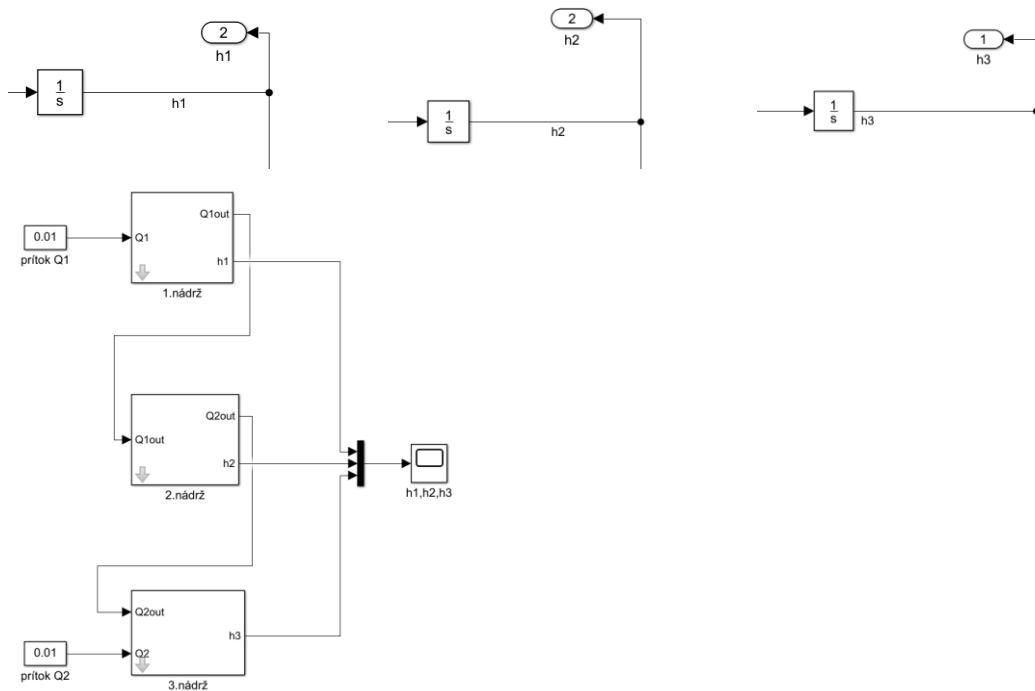 2
h1
1
s
h1
2
h2
1
s
h2
1
h3
1
s
h3
Q1out
0.01
Q1
prítok Q1
h1
1.nádrž
Q2out
Q1out
h2
2.nádrž
h1,h2,h3
Q2out
h3
0.01
Q2
prítok Q2
3.nádrž